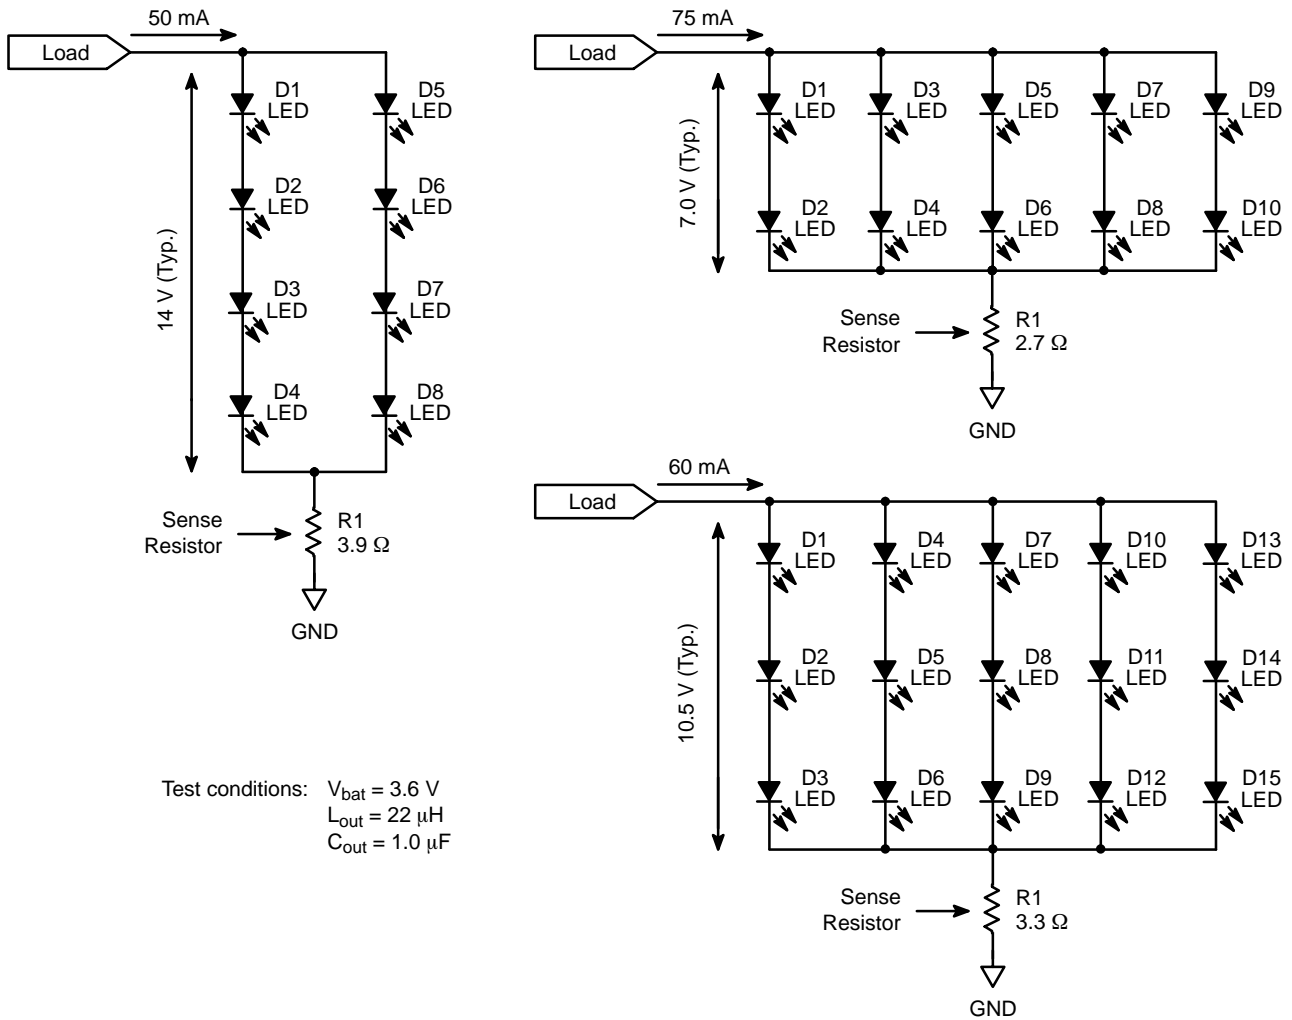 50 mA
Load
14 V (Typ.)
D1
LED
D5
LED
D2
LED
D6
LED
D3
LED
D7
LED
D4
LED
D8
LED
Sense
Resistor
R1
3.9 Ω
GND
75 mA
Load
7.0 V (Typ.)
D1
LED
D3
LED
D5
LED
D7
LED
D9
LED
D2
LED
D4
LED
D6
LED
D8
LED
D10
LED
Sense
Resistor
R1
2.7 Ω
GND
60 mA
Load
10.5 V (Typ.)
D1
LED
D4
LED
D7
LED
D10
LED
D13
LED
D2
LED
D5
LED
D8
LED
D11
LED
D14
LED
D3
LED
D6
LED
D9
LED
D12
LED
D15
LED
Sense
Resistor
R1
3.3 Ω
GND
Test conditions: Vbat = 3.6 V
Lout = 22 μH
Cout = 1.0 μF